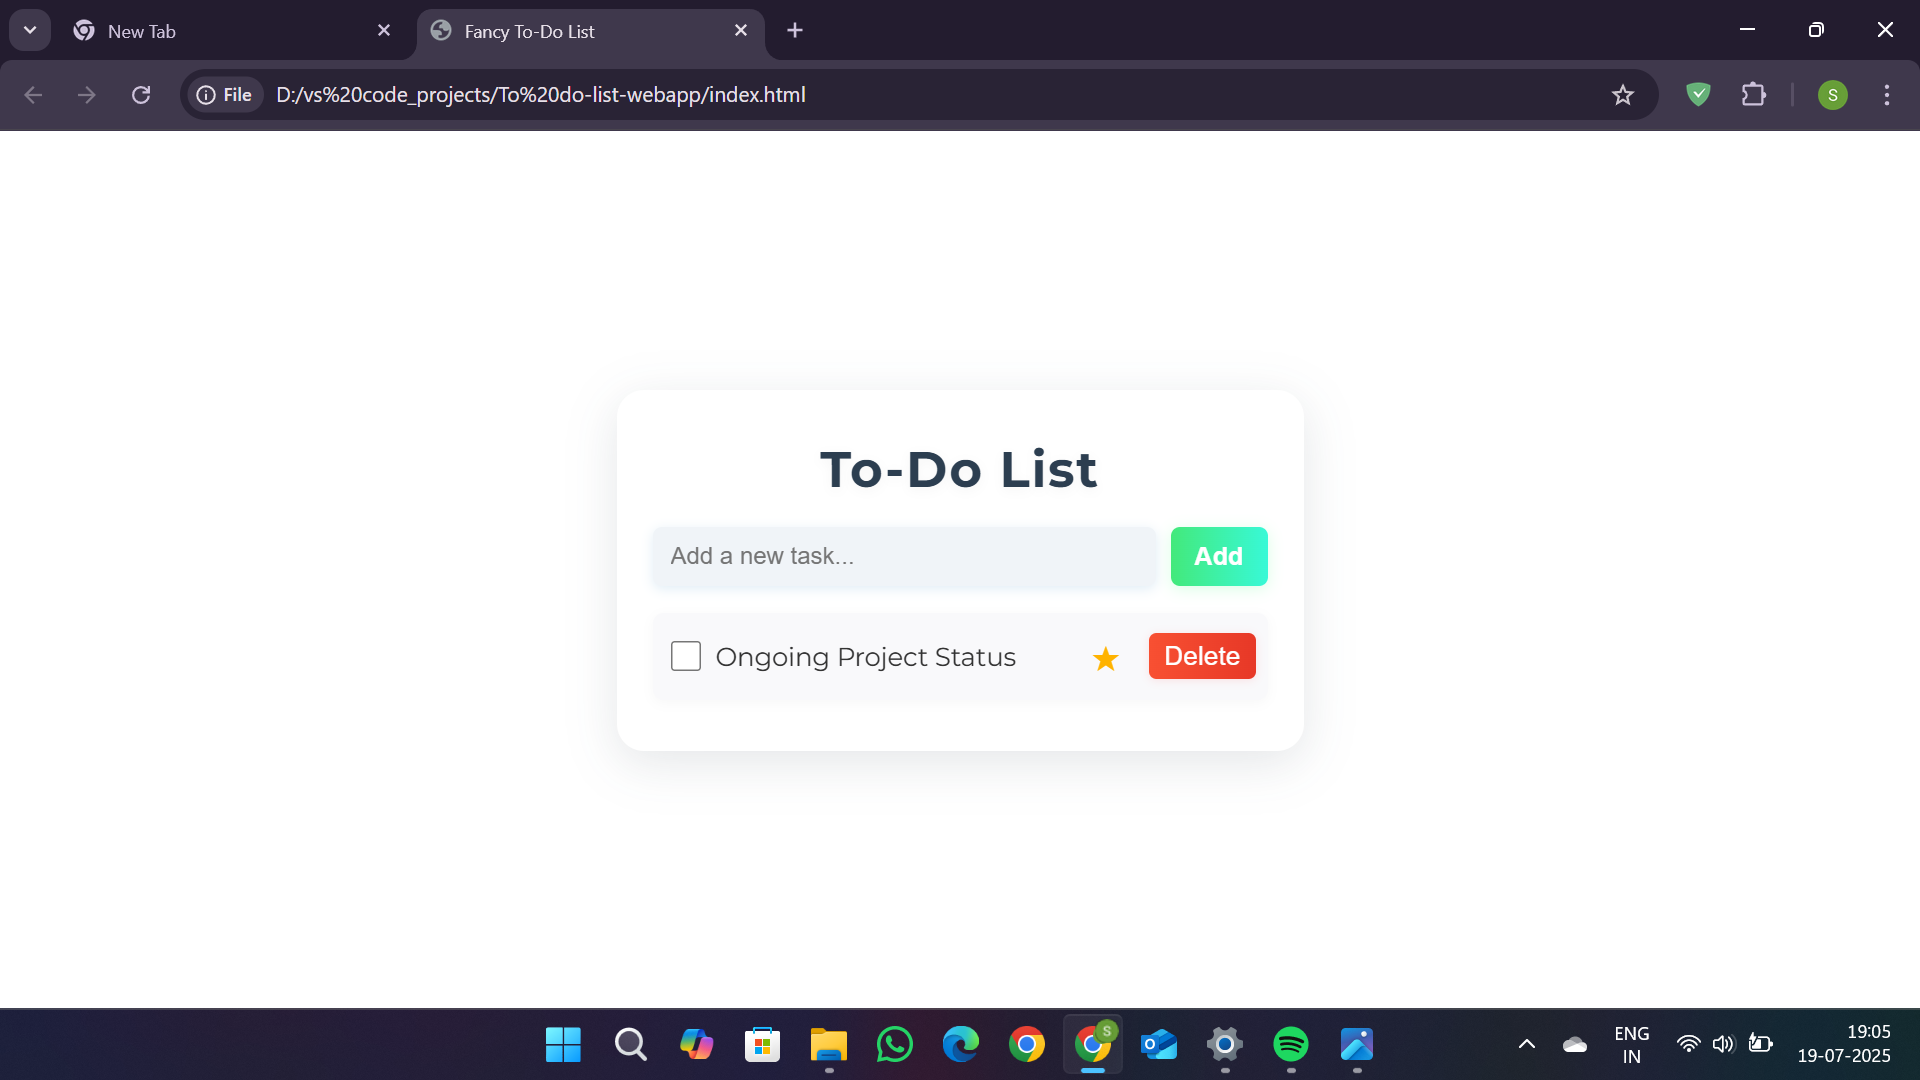 New Tab
Fancy To-Do List
File D:/vs%20code_projects/To%20do-list-webapp/index.html
S
To-Do List
Add a new task...
Add
Ongoing Project Status
Delete
S
ENG
IN
19:05
19-07-2025